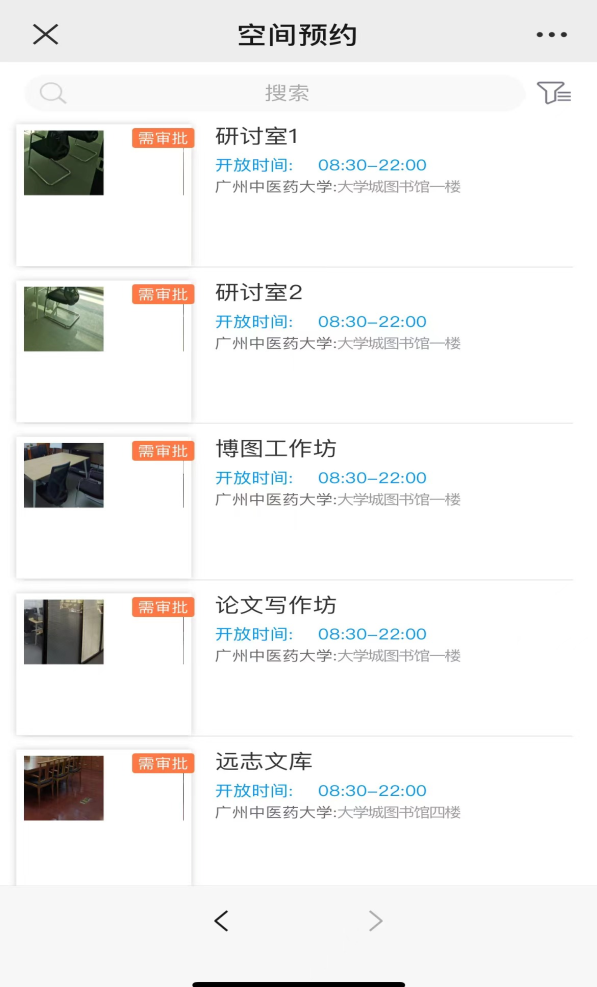 空间预约
搜索
需审批
研讨室1
开放时间: 08:30-22:00
广州中医药大学:大学城图书馆一楼
需审批
研讨室2
开放时间: 08:30-22:00
广州中医药大学:大学城图书馆一楼
需审批
博图工作坊
开放时间: 08:30-22:00
广州中医药大学:大学城图书馆一楼
需审批
论文写作坊
开放时间: 08:30-22:00
广州中医药大学:大学城图书馆一楼
需审批
远志文库
开放时间: 08:30-22:00
广州中医药大学:大学城图书馆四楼